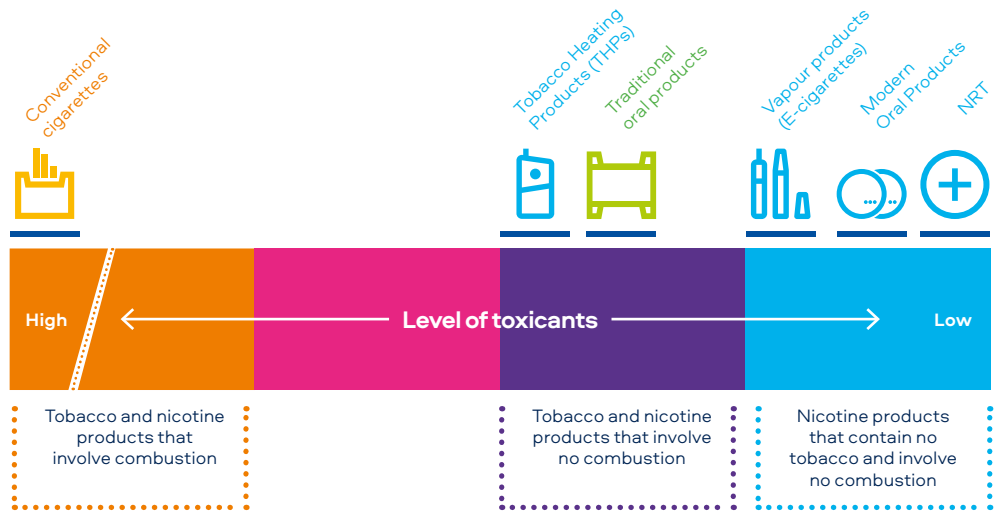 Conventional
cigarettes
Tobacco Heating
Products (THPs)
Traditional
oral products
Vapour products
(E-cigarettes)
Modern
Oral Products
NRT
High
Level of toxicants
Low
Tobacco and nicotine
products that
involve combustion
Tobacco and nicotine
products that involve
no combustion
Nicotine products
that contain no
tobacco and involve
no combustion